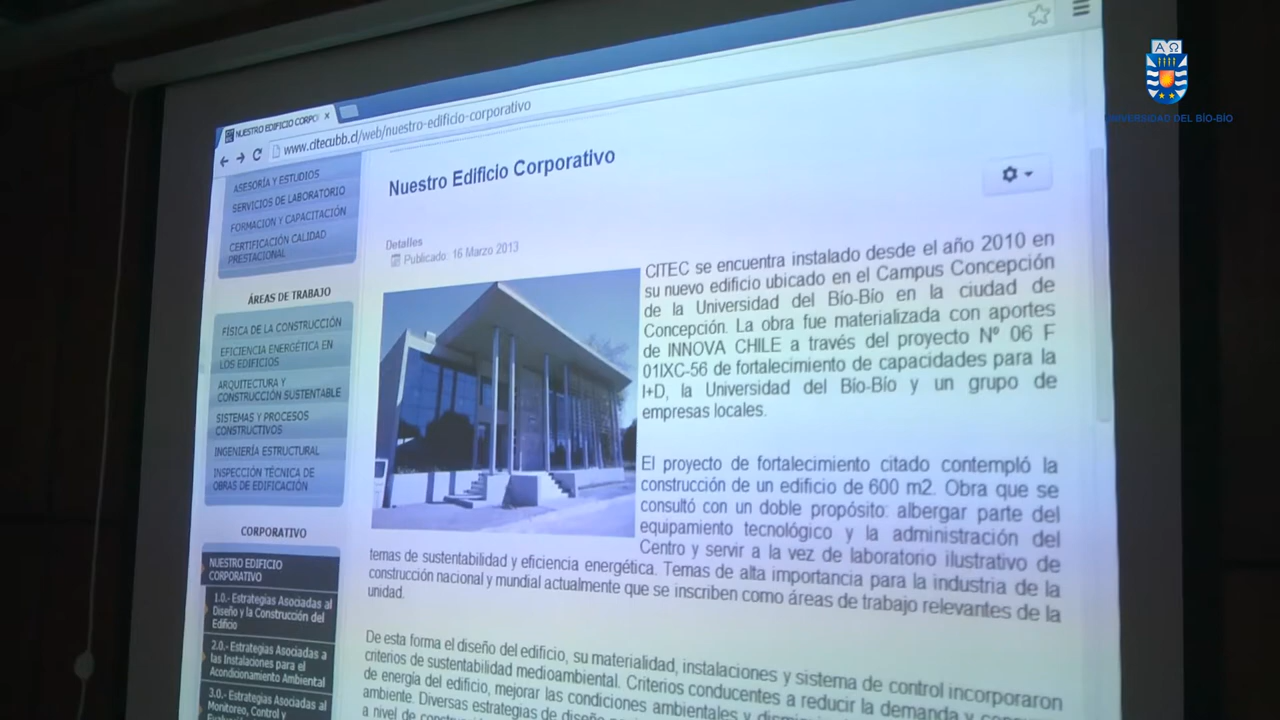 ΑΩ
UNIVERSIDAD DEL BÍO-BÍO
NUESTRO EDIFICIO CORPO
www.citecubb.cl/web/nuestro-edificio-corporativo
ASESORÍA Y ESTUDIOS
SERVICIOS DE LABORATORIO
FORMACION Y CAPACITACIÓN
CERTIFICACIÓN CALIDAD
PRESTACIONAL
ÁREAS DE TRABAJO
FÍSICA DE LA CONSTRUCCIÓN
EFICIENCIA ENERGÉTICA EN
LOS EDIFICIOS
ARQUITECTURA Y
CONSTRUCCIÓN SUSTENTABLE
SISTEMAS Y PROCESOS
CONSTRUCTIVOS
INGENIERÍA ESTRUCTURAL
INSPECCIÓN TÉCNICA DE
OBRAS DE EDIFICACIÓN
CORPORATIVO
NUESTRO EDIFICIO
CORPORATIVO
1.0.- Estrategias Asociadas al
Diseño y la Construcción del
Edificio
2.0.- Estrategias Asociadas a
las Instalaciones para el
Acondicionamiento Ambiental
3.0.- Estrategias Asociadas al
Monitoreo, Control y
Nuestro Edificio Corporativo
Detalles
Publicado: 16 Marzo 2013
CITEC se encuentra instalado desde el año 2010 en
su nuevo edificio ubicado en el Campus Concepción
de la Universidad del Bío-Bío en la ciudad de
Concepción. La obra fue materializada con aportes
de INNOVA CHILE a través del proyecto Nº 06 F
01IXC-56 de fortalecimiento de capacidades para la
I+D, la Universidad del Bío-Bío y un grupo de
empresas locales.
El proyecto de fortalecimiento citado contempló la
construcción de un edificio de 600 m2. Obra que se
consultó con un doble propósito: albergar parte del
equipamiento tecnológico y la administración del
Centro y servir a la vez de laboratorio ilustrativo de
temas de sustentabilidad y eficiencia energética. Temas de alta importancia para la industria de la
construcción nacional y mundial actualmente que se inscriben como áreas de trabajo relevantes de la
unidad.
De esta forma el diseño del edificio, su materialidad, instalaciones y sistema de control incorporaron
criterios de sustentabilidad medioambiental. Criterios conducentes a reducir la demanda y
de energía del edificio, mejorar las condiciones ambientales y
ambiente. Diversas estrategias de diseño
a nivel de